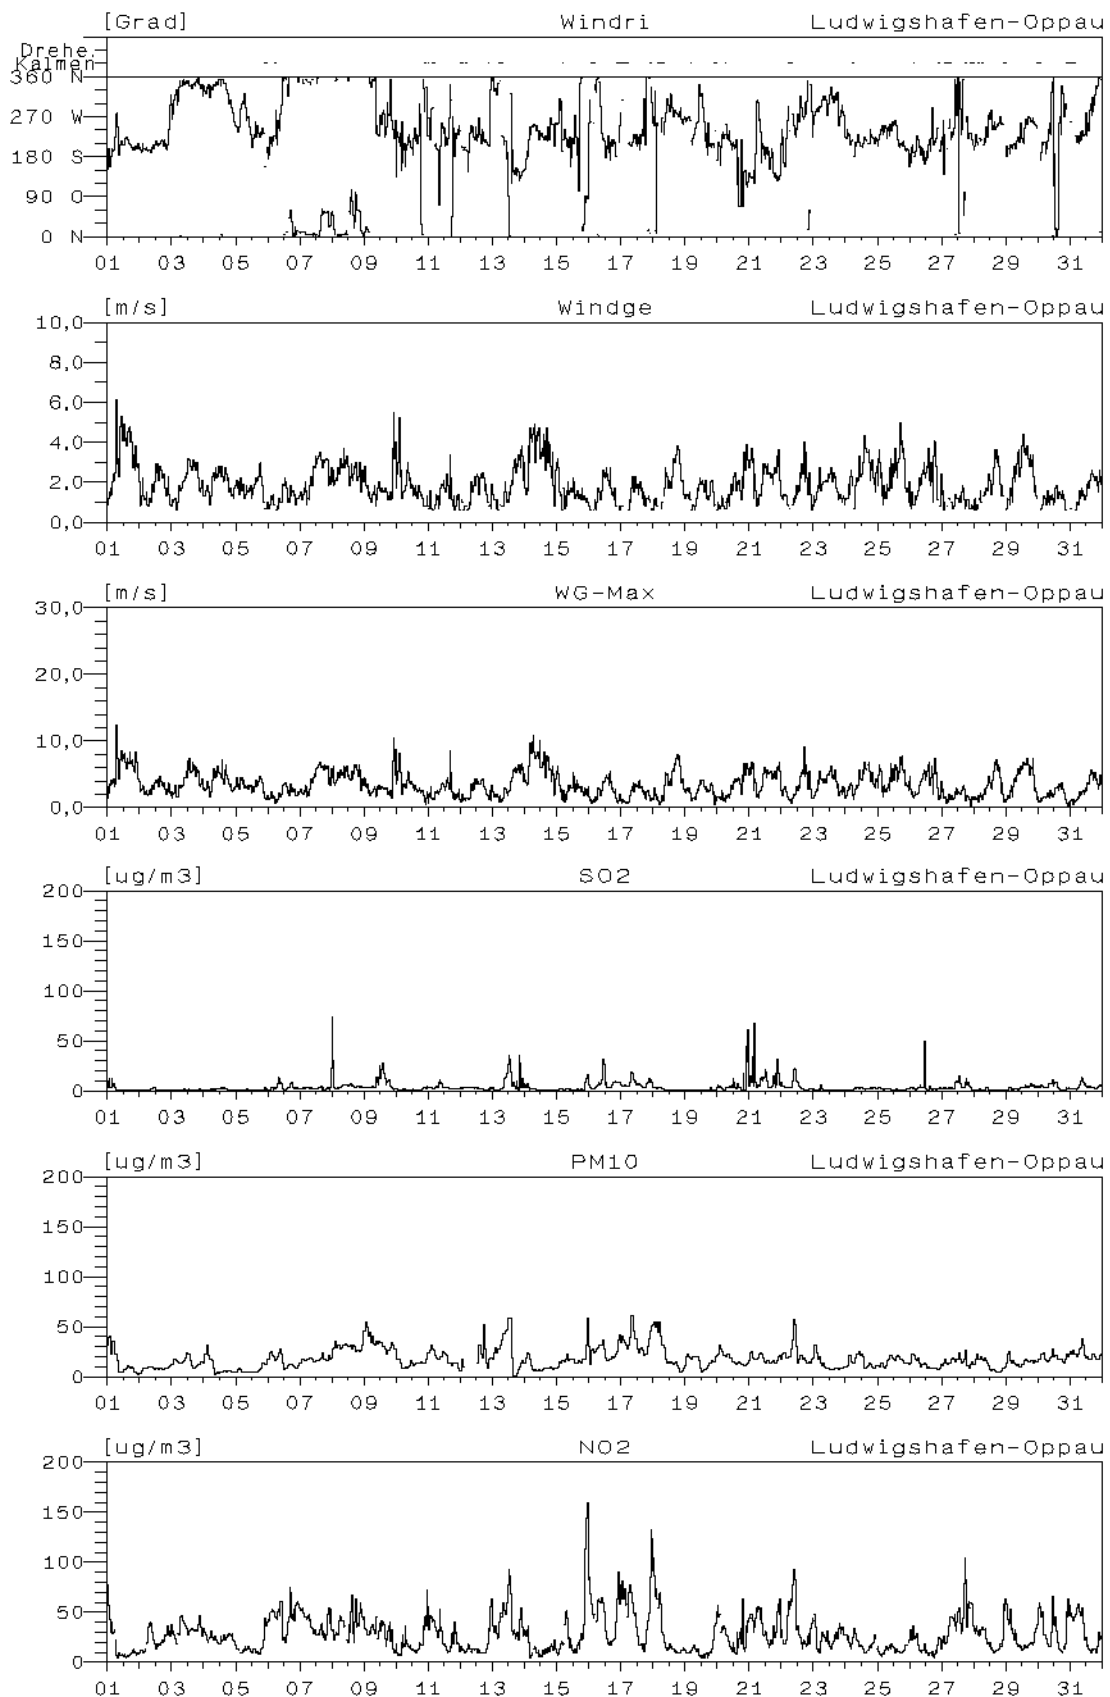 [Grad] Windri Ludwigshafen-Oppau
Drehe.
Kalmen
360 N
270 W
180 S
90 O
0 N
01 03 05 07 09 11 13 15 17 19 21 23 25 27 29 31
[m/s] Windge Ludwigshafen-Oppau
10,0
8,0
6,0
4,0
2,0
0,0
01 03 05 07 09 11 13 15 17 19 21 23 25 27 29 31
[m/s] WG-Max Ludwigshafen-Oppau
30,0
20,0
10,0
0,0
01 03 05 07 09 11 13 15 17 19 21 23 25 27 29 31
[ug/m3] SO2 Ludwigshafen-Oppau
200
150
100
50
0
01 03 05 07 09 11 13 15 17 19 21 23 25 27 29 31
[ug/m3] PM10 Ludwigshafen-Oppau
200
150
100
50
0
01 03 05 07 09 11 13 15 17 19 21 23 25 27 29 31
[ug/m3] NO2 Ludwigshafen-Oppau
200
150
100
50
0
01 03 05 07 09 11 13 15 17 19 21 23 25 27 29 31